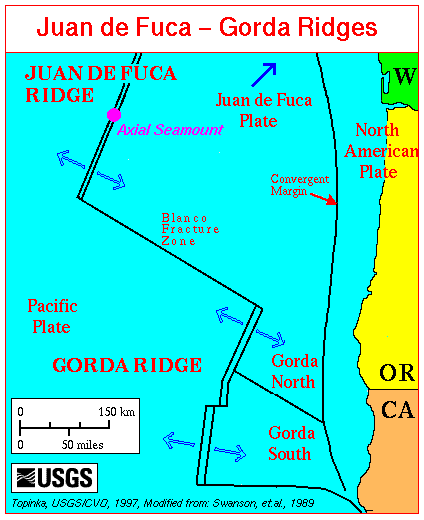 Juan de Fuca – Gorda Ridges
JUAN DE FUCA
RIDGE
W
Juan de Fuca
Plate
Axial Seamount
North
American
Plate
Convergent
Margin
Blanco
Fracture
Zone
Pacific
Plate
GORDA RIDGE
Gorda
North
OR
CA
0 150 km
0 50 miles
Gorda
South
USGS
Topinka, USGS/CVO, 1997, Modified from: Swanson, et.al., 1989